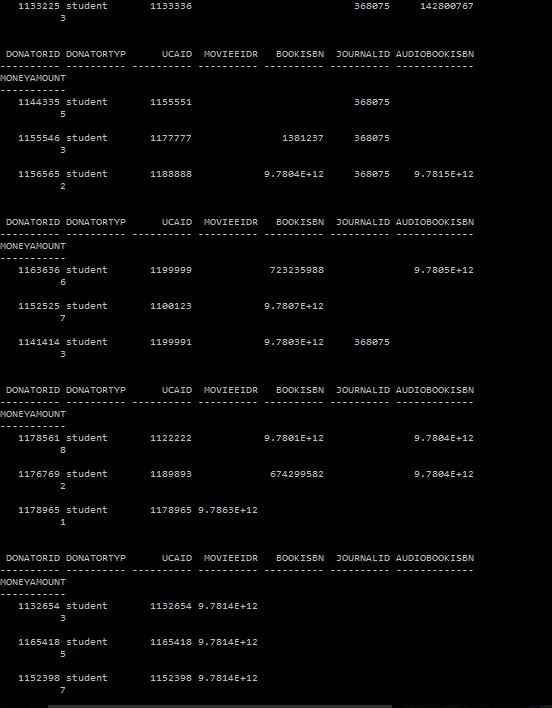 1133225 student 1133336 368075 142800767
3
DONATORID DONATORTYP UCAID MOVIEEIDR BOOKISBN JOURNALID AUDIOBOOKISBN
---------- ---------- ---------- ---------- ---------- ---------- -------------
MONEYAMOUNT
-----------
1144335 student 1155551 368075
5
1155546 student 1177777 1381237 368075
3
1156565 student 1188888 9.7804E+12 368075 9.7815E+12
2
DONATORID DONATORTYP UCAID MOVIEEIDR BOOKISBN JOURNALID AUDIOBOOKISBN
---------- ---------- ---------- ---------- ---------- ---------- -------------
MONEYAMOUNT
-----------
1163636 student 1199999 723235988 9.7805E+12
6
1152525 student 1100123 9.7807E+12
7
1141414 student 1199991 9.7803E+12 368075
3
DONATORID DONATORTYP UCAID MOVIEEIDR BOOKISBN JOURNALID AUDIOBOOKISBN
---------- ---------- ---------- ---------- ---------- ---------- -------------
MONEYAMOUNT
-----------
1178561 student 1122222 9.7801E+12 9.7804E+12
8
1176769 student 1189893 674299582 9.7804E+12
2
1178965 student 1178965 9.7863E+12
1
DONATORID DONATORTYP UCAID MOVIEEIDR BOOKISBN JOURNALID AUDIOBOOKISBN
---------- ---------- ---------- ---------- ---------- ---------- -------------
MONEYAMOUNT
-----------
1132654 student 1132654 9.7814E+12
3
1165418 student 1165418 9.7814E+12
5
1152398 student 1152398 9.7814E+12
7